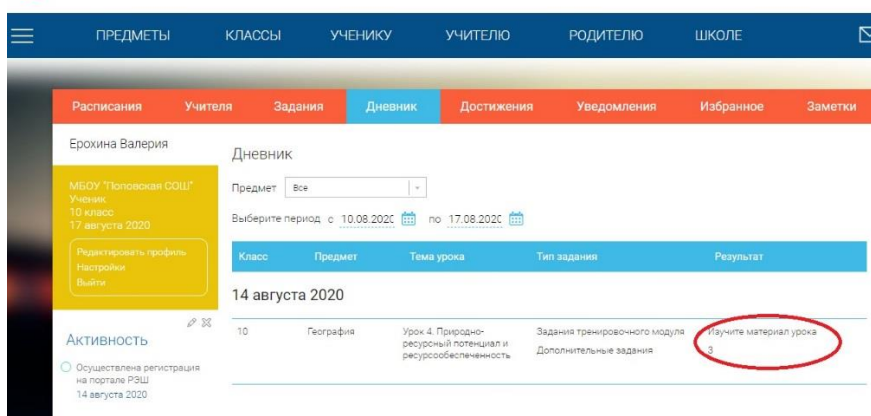 ПРЕДМЕТЫ КЛАССЫ УЧЕНИКУ УЧИТЕЛЮ РОДИТЕЛЮ ШКОЛЕ
Расписания Учителя Задания Дневник Достижения Уведомления Избранное Заметки
Ерохина Валерия
МБОУ "Поповская СОШ"
Ученик
10 класс
17 августа 2020
Редактировать профиль
Настройки
Выйти
Активность
Осуществлена регистрация
на портале РЭШ
14 августа 2020
Дневник
Предмет Все
Выберите период с 10.08.202 по 17.08.202
Класс Предмет Тема урока Тип задания Результат
14 августа 2020
10 География Урок 4. Природно-
ресурсный потенциал и
ресурсообеспеченность
Задания тренировочного модуля Изучите материал урока
Дополнительные задания 3